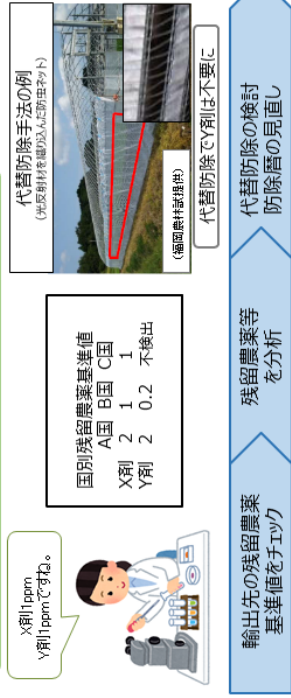 X剤1ppm
Y剤1ppmですね。
国別残留農薬基準値
A国 B国 C国
X剤 2 1 1
Y剤 2 0.2 不検出
代替防除手法の例
(光反射材を織り込んだ防虫ネット)
(福岡農林試提供)
代替防除でY剤は不要に
輸出先の残留農薬
基準値をチェック
残留農薬等
を分析
代替防除の検討
防除暦の見直し